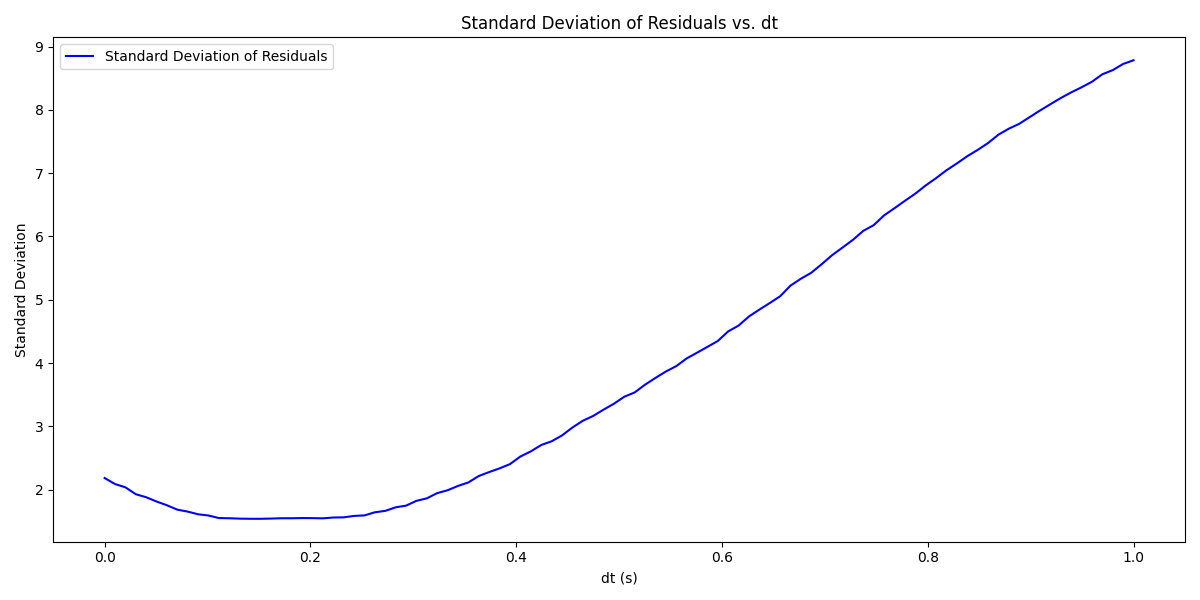 Standard Deviation of Residuals vs. dt
Standard Deviation of Residuals
9
8
7
6
5
4
3
2
Standard Deviation
0.0 0.2 0.4 0.6 0.8 1.0
dt (s)